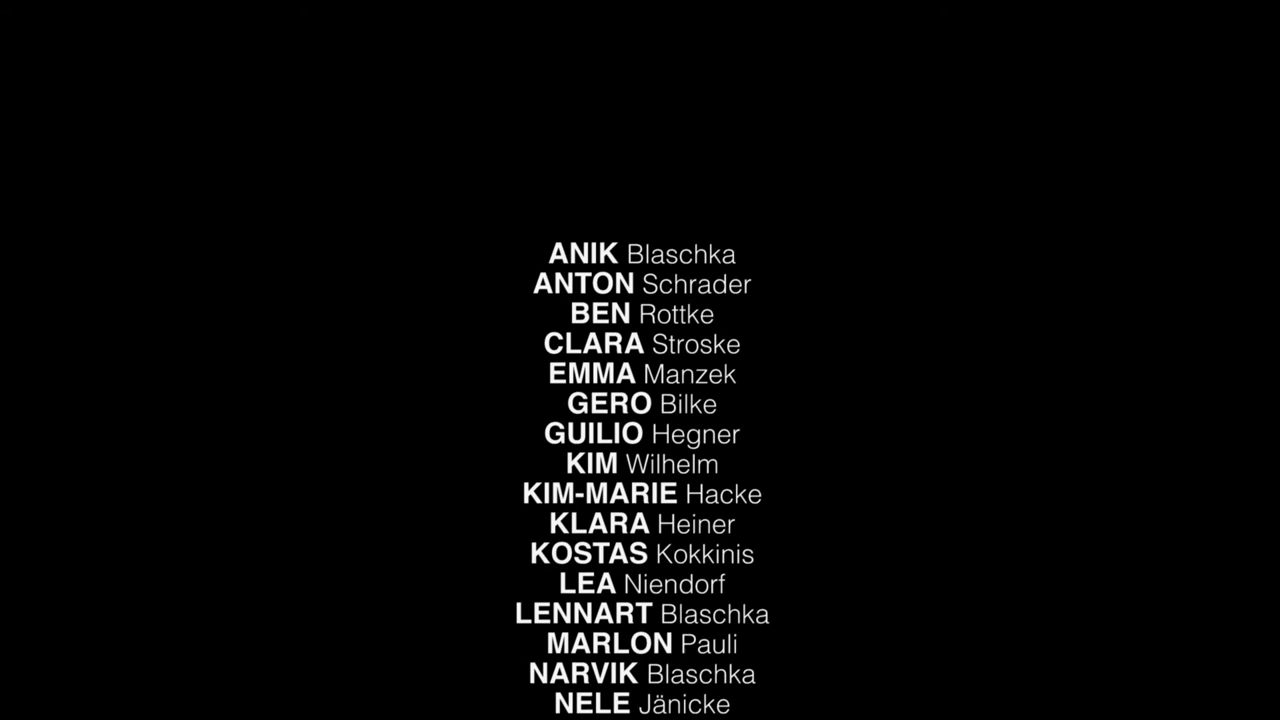 ANIK Blaschka
ANTON Schrader
BEN Rottke
CLARA Stroske
EMMA Manzek
GERO Bilke
GUILIO Hegner
KIM Wilhelm
KIM-MARIE Hacke
KLARA Heiner
KOSTAS Kokkinis
LEA Niendorf
LENNART Blaschka
MARLON Pauli
NARVIK Blaschka
NELE Jänicke